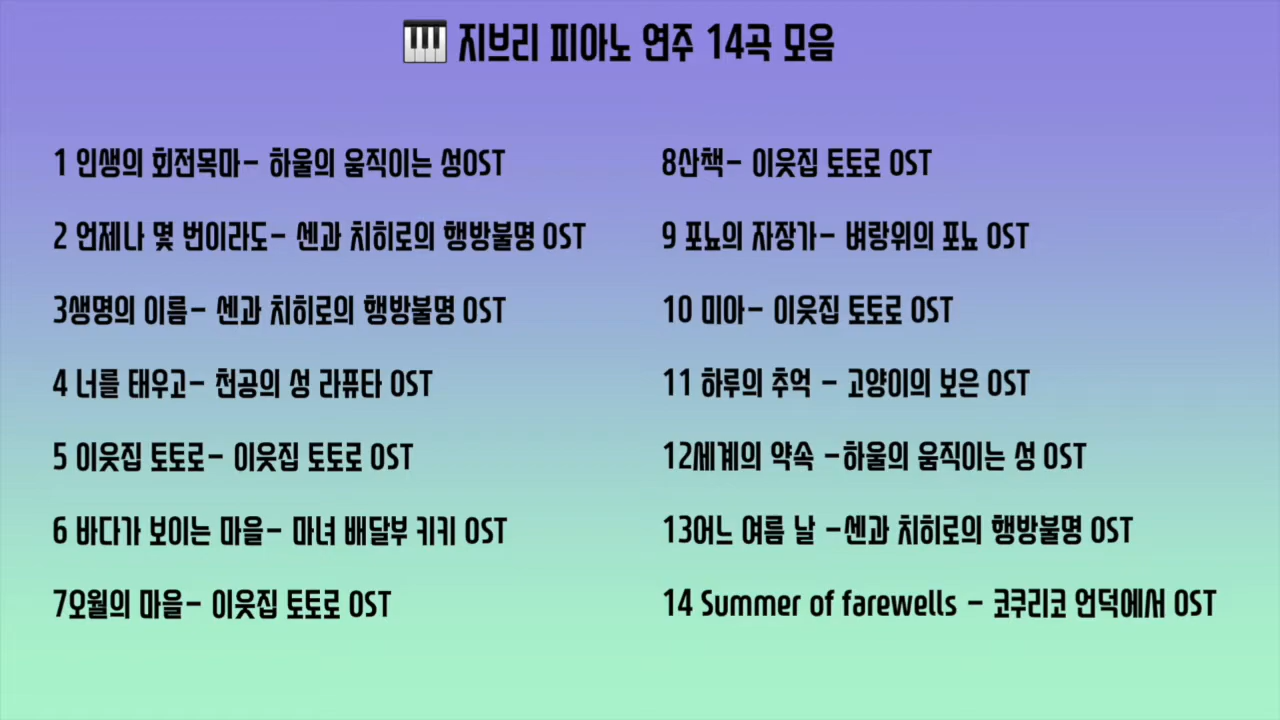 🎹 지브리 피아노 연주 14곡 모음
1 인생의 회전목마- 하울의 움직이는 성OST
2 언제나 몇 번이라도- 센과 치히로의 행방불명 OST
3생명의 이름- 센과 치히로의 행방불명 OST
4 너를 태우고- 천공의 성 라퓨타 OST
5 이웃집 토토로- 이웃집 토토로 OST
6 바다가 보이는 마을- 마녀 배달부 키키 OST
7오월의 마을- 이웃집 토토로 OST
8산책- 이웃집 토토로 OST
9 포뇨의 자장가- 벼랑위의 포뇨 OST
10 미아- 이웃집 토토로 OST
11 하루의 추억 - 고양이의 보은 OST
12세계의 약속 -하울의 움직이는 성 OST
13어느 여름 날 -센과 치히로의 행방불명 OST
14 Summer of farewells - 코쿠리코 언덕에서 OST